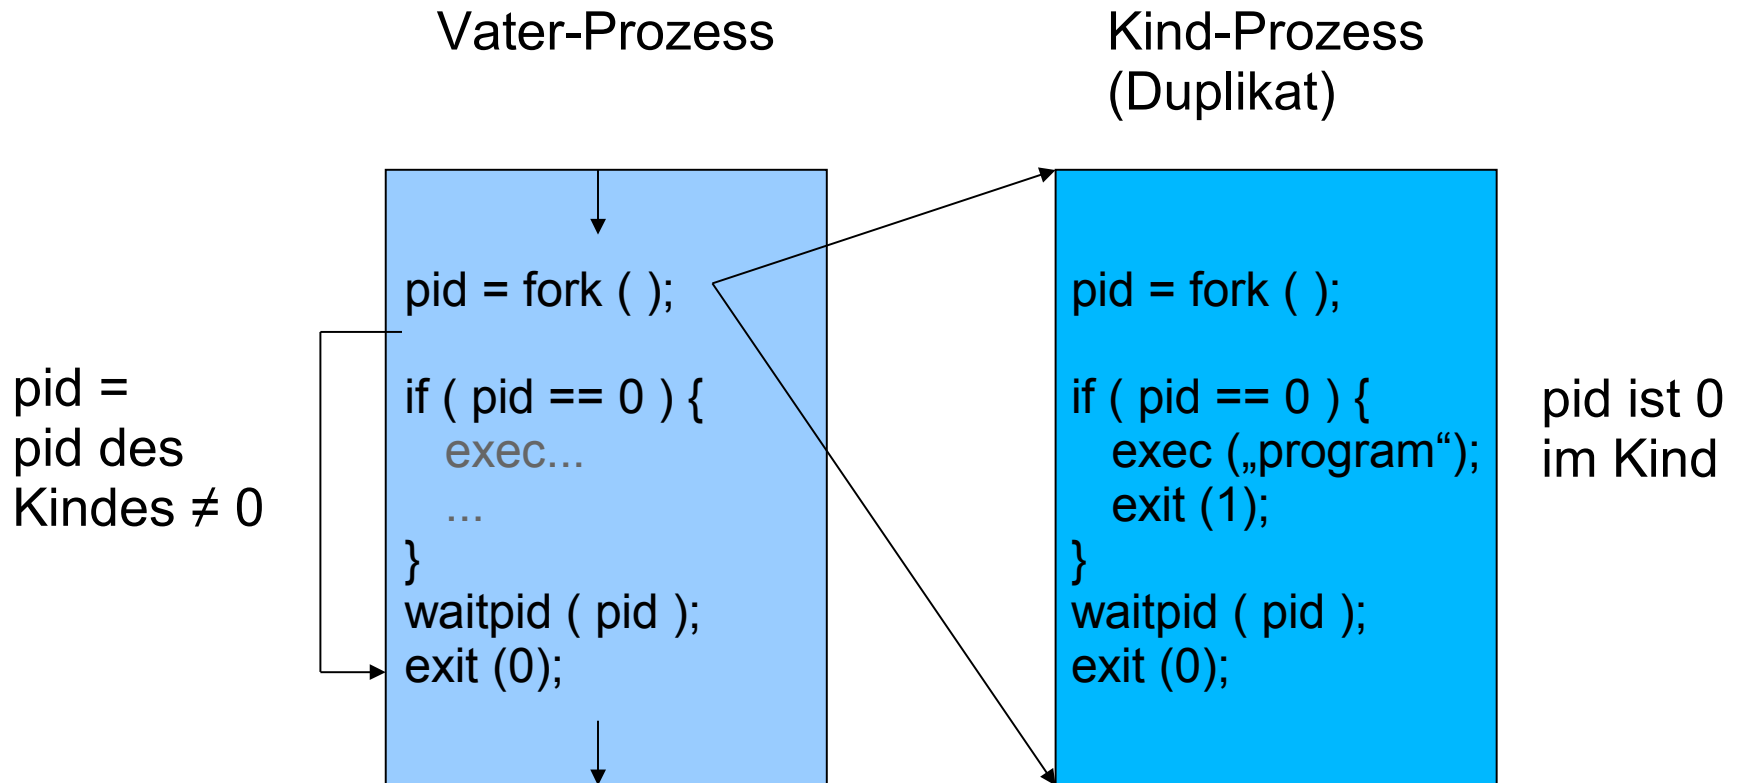 Vater-Prozess
Kind-Prozess
(Duplikat)
pid =
pid des
Kindes ≠ 0
pid = fork ( );
if ( pid == 0 ) {
exec...
...
}
waitpid ( pid );
exit (0);
pid = fork ( );
if ( pid == 0 ) {
exec („program“);
exit (1);
}
waitpid ( pid );
exit (0);
pid ist 0
im Kind